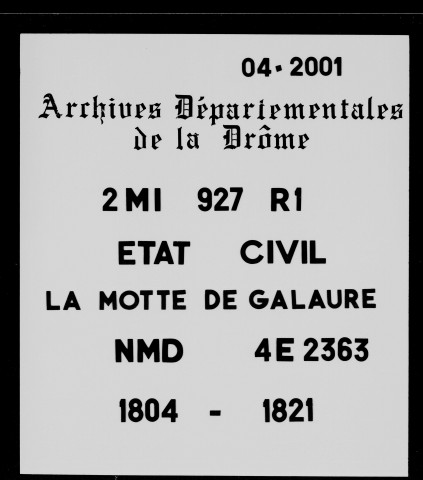 04. 2001
Archives Départementales
de la Drôme
2 MI 927 R1
ETAT CIVIL
LA MOTTE DE GALAURE
NMD 4 E 2363
1804 - 1821